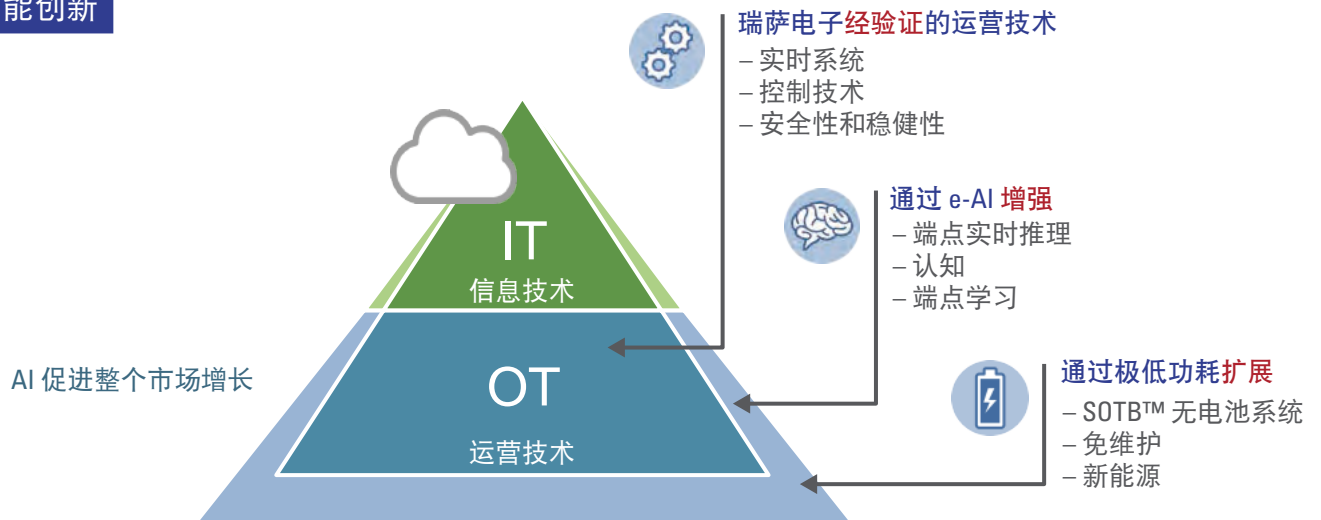 能创新
瑞萨电子经验证的运营技术
– 实时系统
– 控制技术
– 安全性和稳健性
通过 e-AI 增强
– 端点实时推理
– 认知
– 端点学习
IT
信息技术
AI 促进整个市场增长
OT
运营技术
通过极低功耗扩展
– SOTB™ 无电池系统
– 免维护
– 新能源